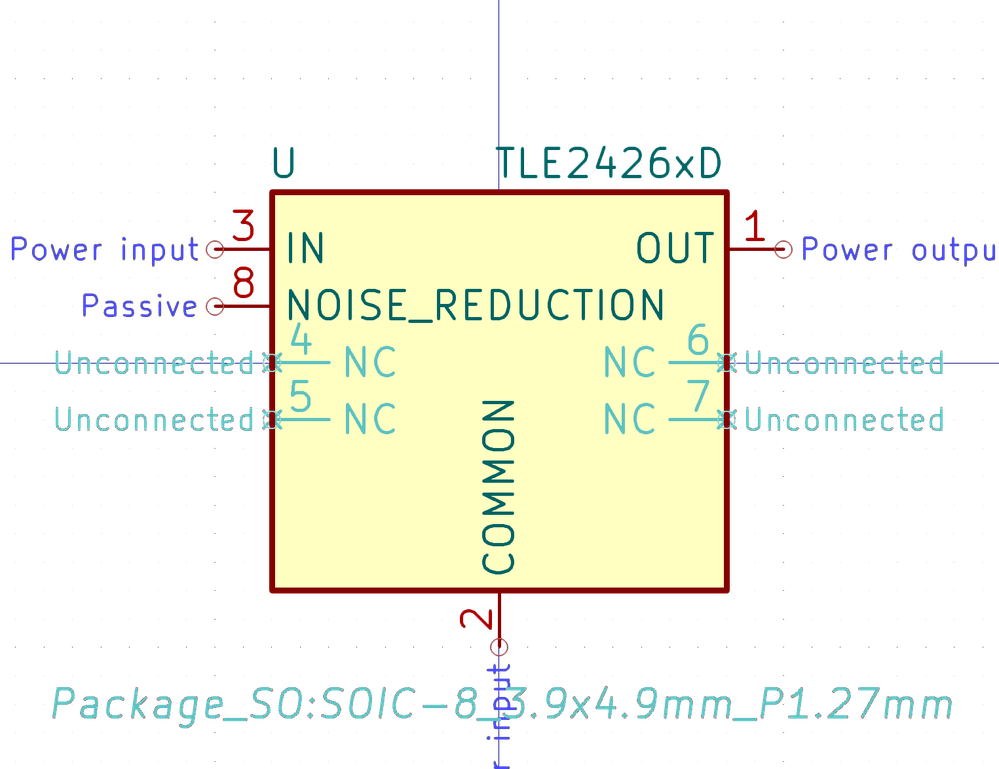 U TLE2426xD
3 1
Power input IN OUT Power outpu
8
Passive NOISE_REDUCTION
4 6
Unconnected NC NC Unconnected
5 7
Unconnected NC NC Unconnected
COMMON
2
r input
Package_SO:SOIC-8_3.9x4.9mm_P1.27mm